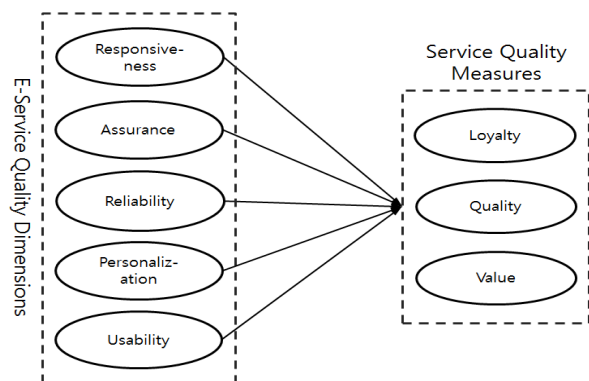 E-Service Quality Dimensions
Responsive-
ness
Assurance
Reliability
Personaliz-
ation
Usability
Service Quality
Measures
Loyalty
Quality
Value